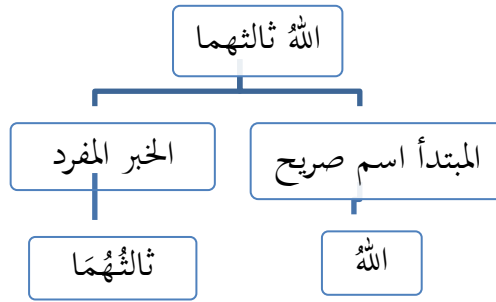 اللهُ ثالثهما
المبتدأ اسم صريح
الخبر المفرد
اللهُ
ثالثُهُمَا